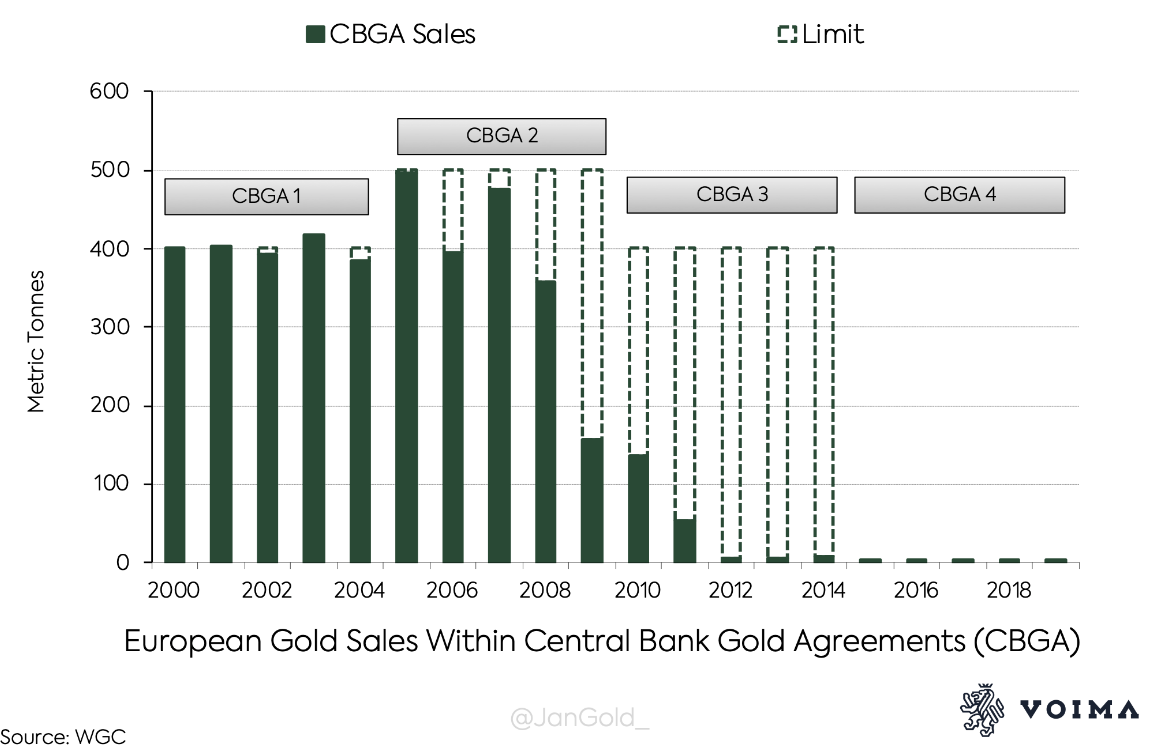 CBGA Sales
Limit
600
CBGA 2
500
CBGA 1
CBGA 3
CBGA 4
400
300
200
100
0
Metric Tonnes
2000 2002 2004 2006 2008 2010 2012 2014 2016 2018
European Gold Sales Within Central Bank Gold Agreements (CBGA)
VOIMA
@JanGold_
Source: WGC